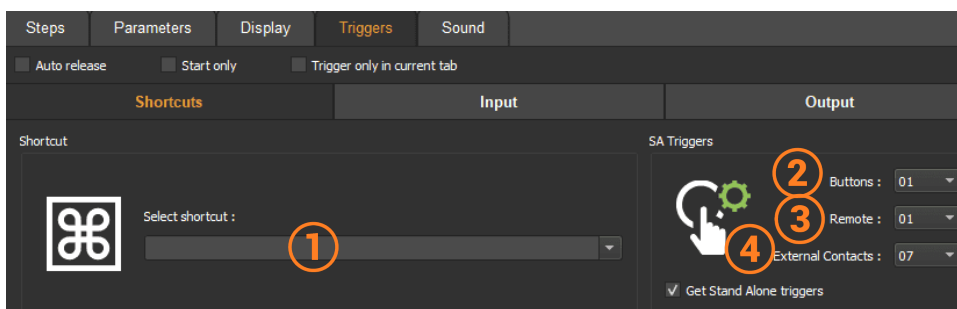 Steps Parameters Display Triggers Sound
Auto release Start only Trigger only in current tab
Shortcuts Input Output
Shortcut SA Triggers
2 Buttons : 01
Select shortcut : 3 Remote : 01
1 4 External Contacts : 07
Get Stand Alone triggers